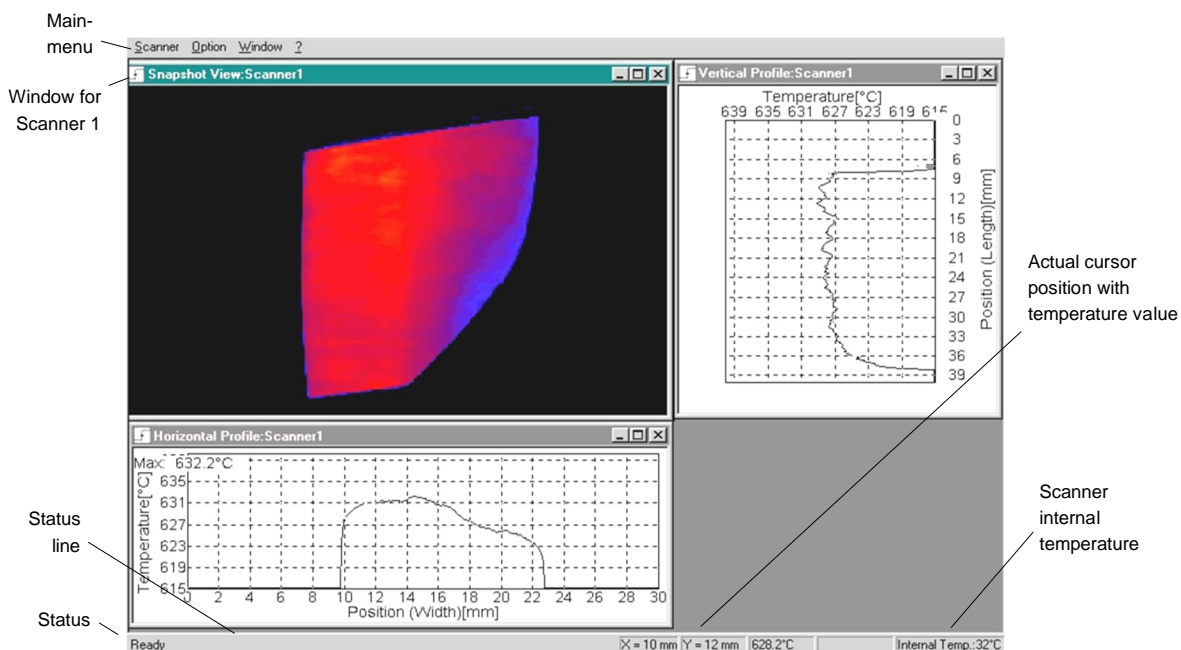 Main-
menu
Scanner Option Window ?
Window for
Scanner 1
Snapshot View:Scanner1
Vertical Profile:Scanner1
Temperature[°C]
639 635 631 627 623 619 615
0
3
6
9
12
15
18
21
24
27
30
33
36
39
Position (Length)[mm]
Actual cursor
position with
temperature value
Horizontal Profile:Scanner1
Max: 632.2°C
Temperature[°C]
635
631
627
623
619
615
0 2 4 6 8 10 12 14 16 18 20 22 24 26 28 30
Position (Width)[mm]
Scanner
internal
temperature
Status
line
Status
Ready
X = 10 mm Y = 12 mm 628.2°C Internal Temp.:32°C